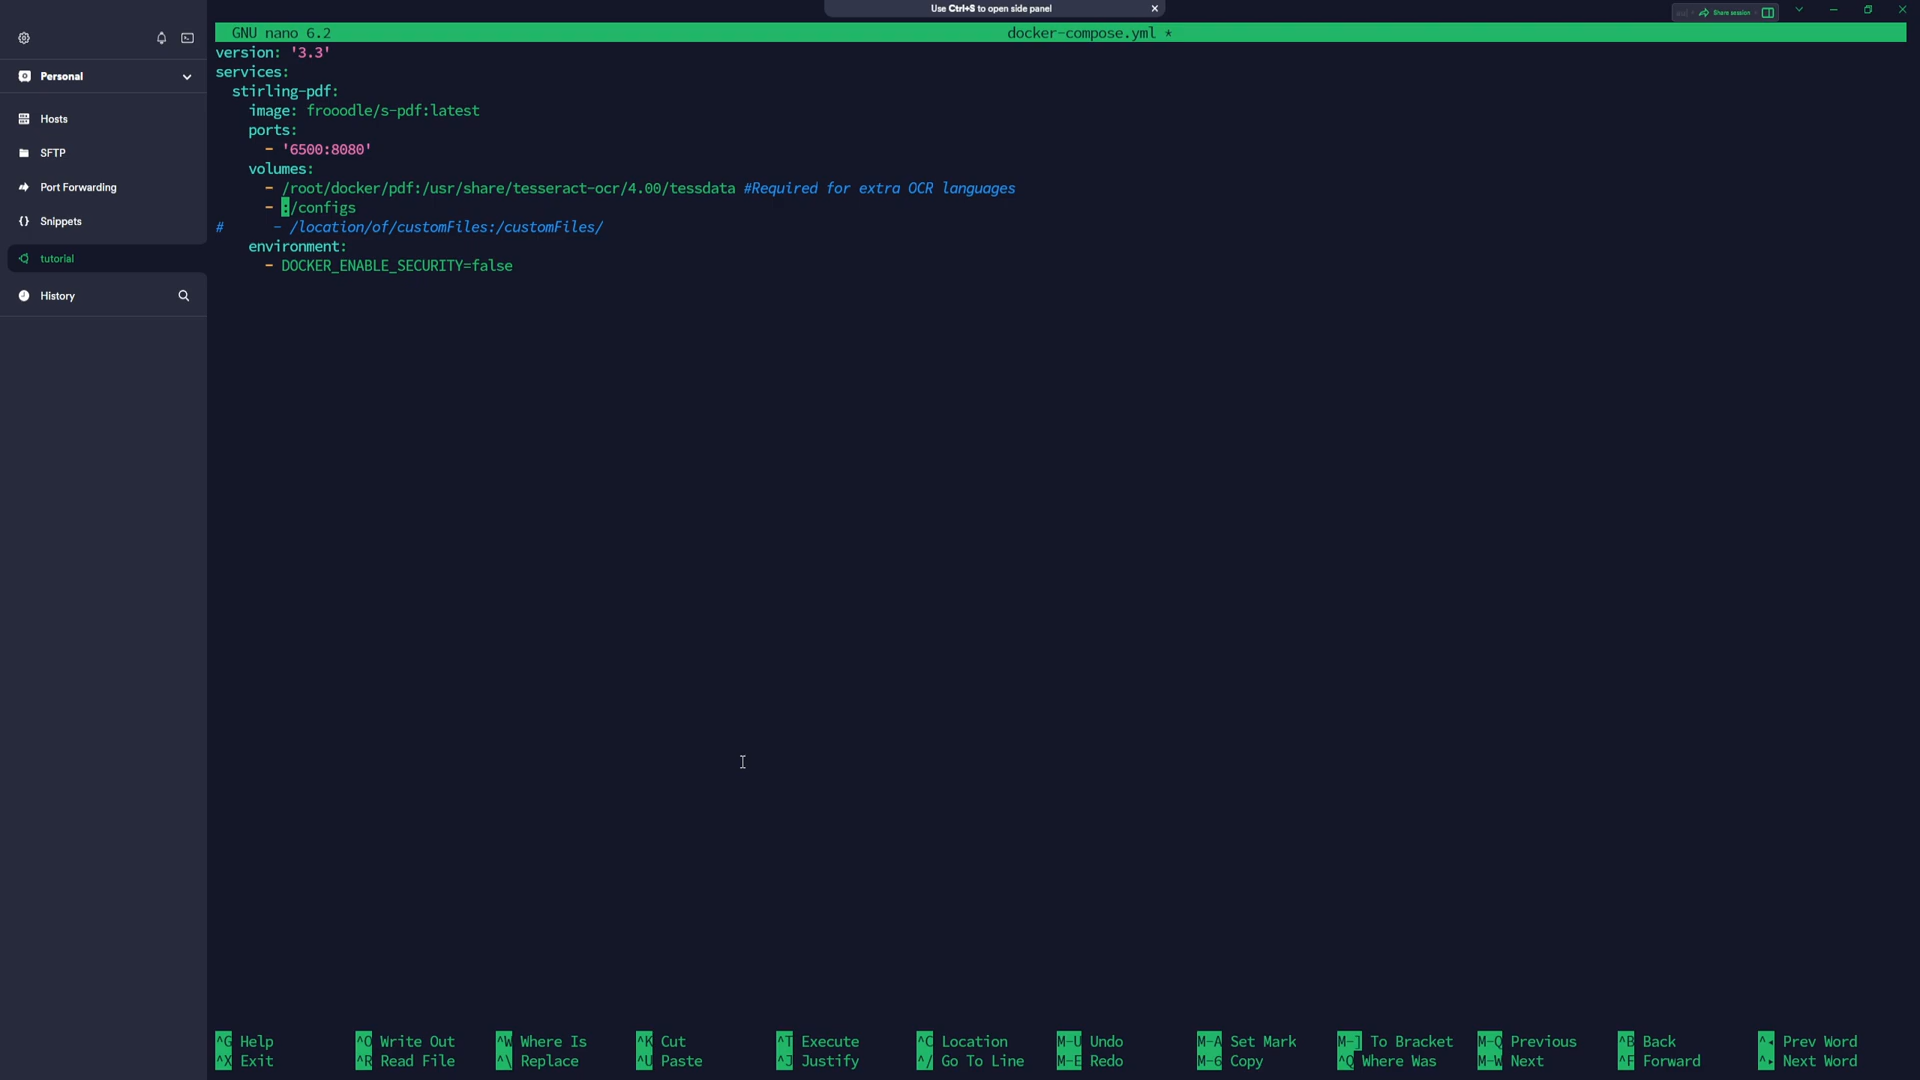 Use Ctrl+S to open side panel
Share session
GNU nano 6.2 docker-compose.yml *
Personal
Hosts
SFTP
Port Forwarding
Snippets
tutorial
History
version: '3.3'
services:
stirling-pdf:
image: frooodle/s-pdf:latest
ports:
- '6500:8080'
volumes:
- /root/docker/pdf:/usr/share/tesseract-ocr/4.00/tessdata #Required for extra OCR languages
- :/configs
# - /location/of/customFiles:/customFiles/
environment:
- DOCKER_ENABLE_SECURITY=false
^G Help ^O Write Out ^W Where Is ^K Cut ^T Execute ^C Location M-U Undo M-A Set Mark M-] To Bracket M-Q Previous ^B Back ^◂ Prev Word
^X Exit ^R Read File ^\ Replace ^U Paste ^J Justify ^/ Go To Line M-E Redo M-6 Copy ^Q Where Was M-W Next ^F Forward ^▸ Next Word